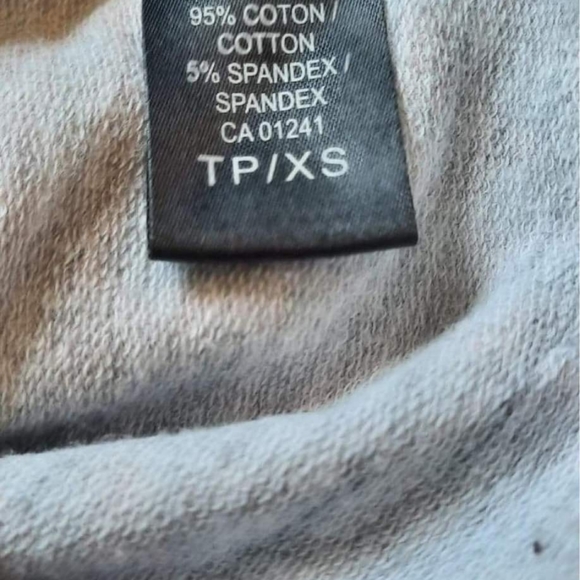 95% COTON /
COTTON
5% SPANDEX /
SPANDEX
CA 01241
TP/XS